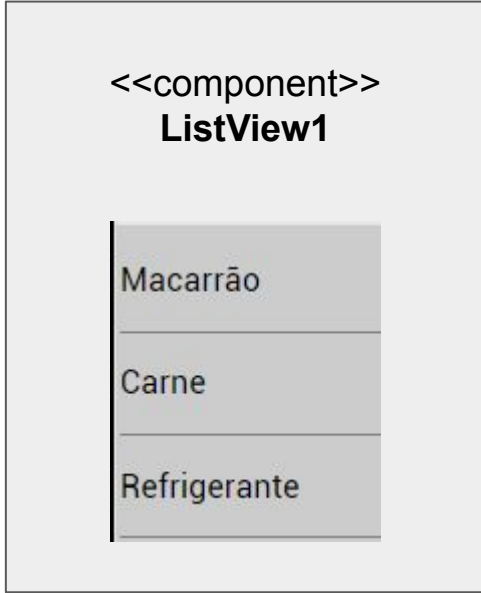 <<component>>
ListView1
Macarrão
Carne
Refrigerante